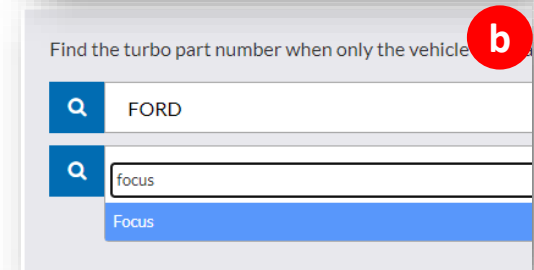 Find the turbo part number when only the vehicle
b
FORD
focus
Focus